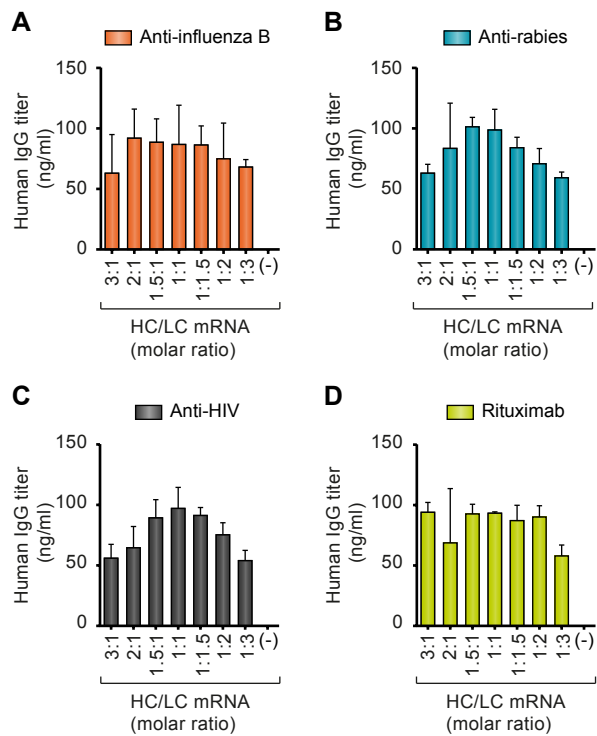 A
Anti-influenza B
Human IgG titer
(ng/ml)
150
100
50
0
3:1
2:1
1.5:1
1:1
1:1.5
1:2
1:3
(-)
HC/LC mRNA
(molar ratio)
B
Anti-rabies
Human IgG titer
(ng/ml)
150
100
50
0
3:1
2:1
1.5:1
1:1
1:1.5
1:2
1:3
(-)
HC/LC mRNA
(molar ratio)
C
Anti-HIV
Human IgG titer
(ng/ml)
150
100
50
0
3:1
2:1
1.5:1
1:1
1:1.5
1:2
1:3
(-)
HC/LC mRNA
(molar ratio)
D
Rituximab
Human IgG titer
(ng/ml)
150
100
50
0
3:1
2:1
1.5:1
1:1
1:1.5
1:2
1:3
(-)
HC/LC mRNA
(molar ratio)